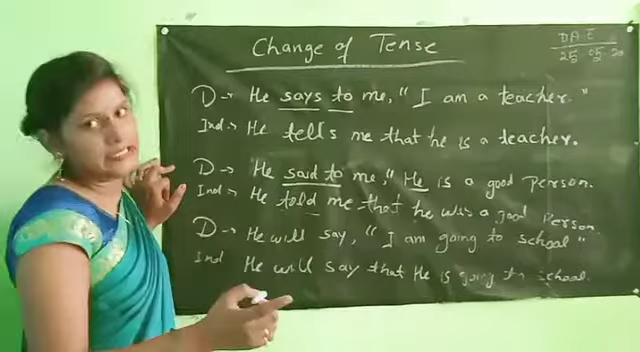 Change of Tense
DATE
25 05 20
D → He says to me, "I am a teacher."
Ind → He tells me that he is a teacher.
D → He said to me, "He is a good person.
Ind → He told me that he was a good person.
D → He will say, "I am going to school"
Ind He will say that He is going to school.